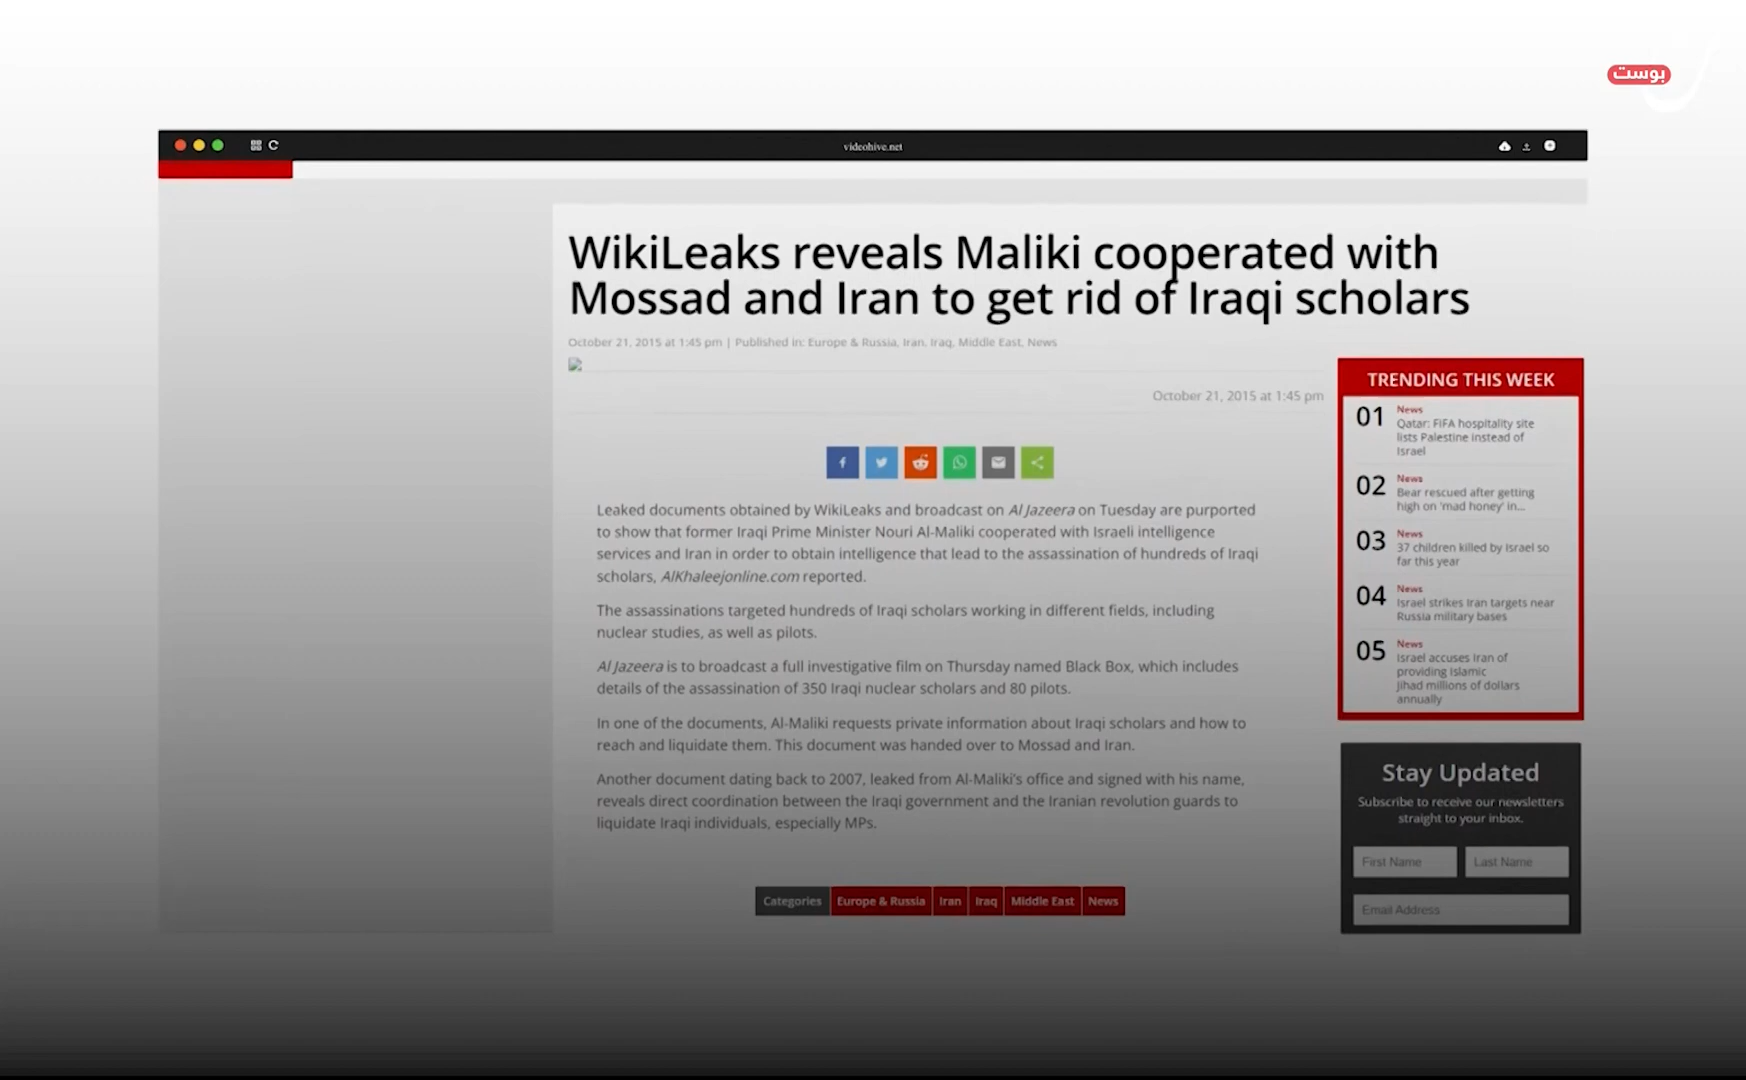 بوست
videohive.net
WikiLeaks reveals Maliki cooperated with
Mossad and Iran to get rid of Iraqi scholars
October 21, 2015 at 1:45 pm | Published in: Europe & Russia, Iran, Iraq, Middle East, News
October 21, 2015 at 1:45 pm
Leaked documents obtained by WikiLeaks and broadcast on Al Jazeera on Tuesday are purported
to show that former Iraqi Prime Minister Nouri Al-Maliki cooperated with Israeli intelligence
services and Iran in order to obtain intelligence that lead to the assassination of hundreds of Iraqi
scholars, AlKhaleejonline.com reported.
The assassinations targeted hundreds of Iraqi scholars working in different fields, including
nuclear studies, as well as pilots.
Al Jazeera is to broadcast a full investigative film on Thursday named Black Box, which includes
details of the assassination of 350 Iraqi nuclear scholars and 80 pilots.
In one of the documents, Al-Maliki requests private information about Iraqi scholars and how to
reach and liquidate them. This document was handed over to Mossad and Iran.
Another document dating back to 2007, leaked from Al-Maliki's office and signed with his name,
reveals direct coordination between the Iraqi government and the Iranian revolution guards to
liquidate Iraqi individuals, especially MPs.
Categories Europe & Russia Iran Iraq Middle East News
TRENDING THIS WEEK
01 News
Qatar: FIFA hospitality site
lists Palestine instead of
Israel
02 News
Bear rescued after getting
high on 'mad honey' in...
03 News
37 children killed by Israel so
far this year
04 News
Israel strikes Iran targets near
Russia military bases
05 News
Israel accuses Iran of
providing Islamic
Jihad millions of dollars
annually
Stay Updated
Subscribe to receive our newsletters
straight to your inbox.
First Name Last Name
Email Address